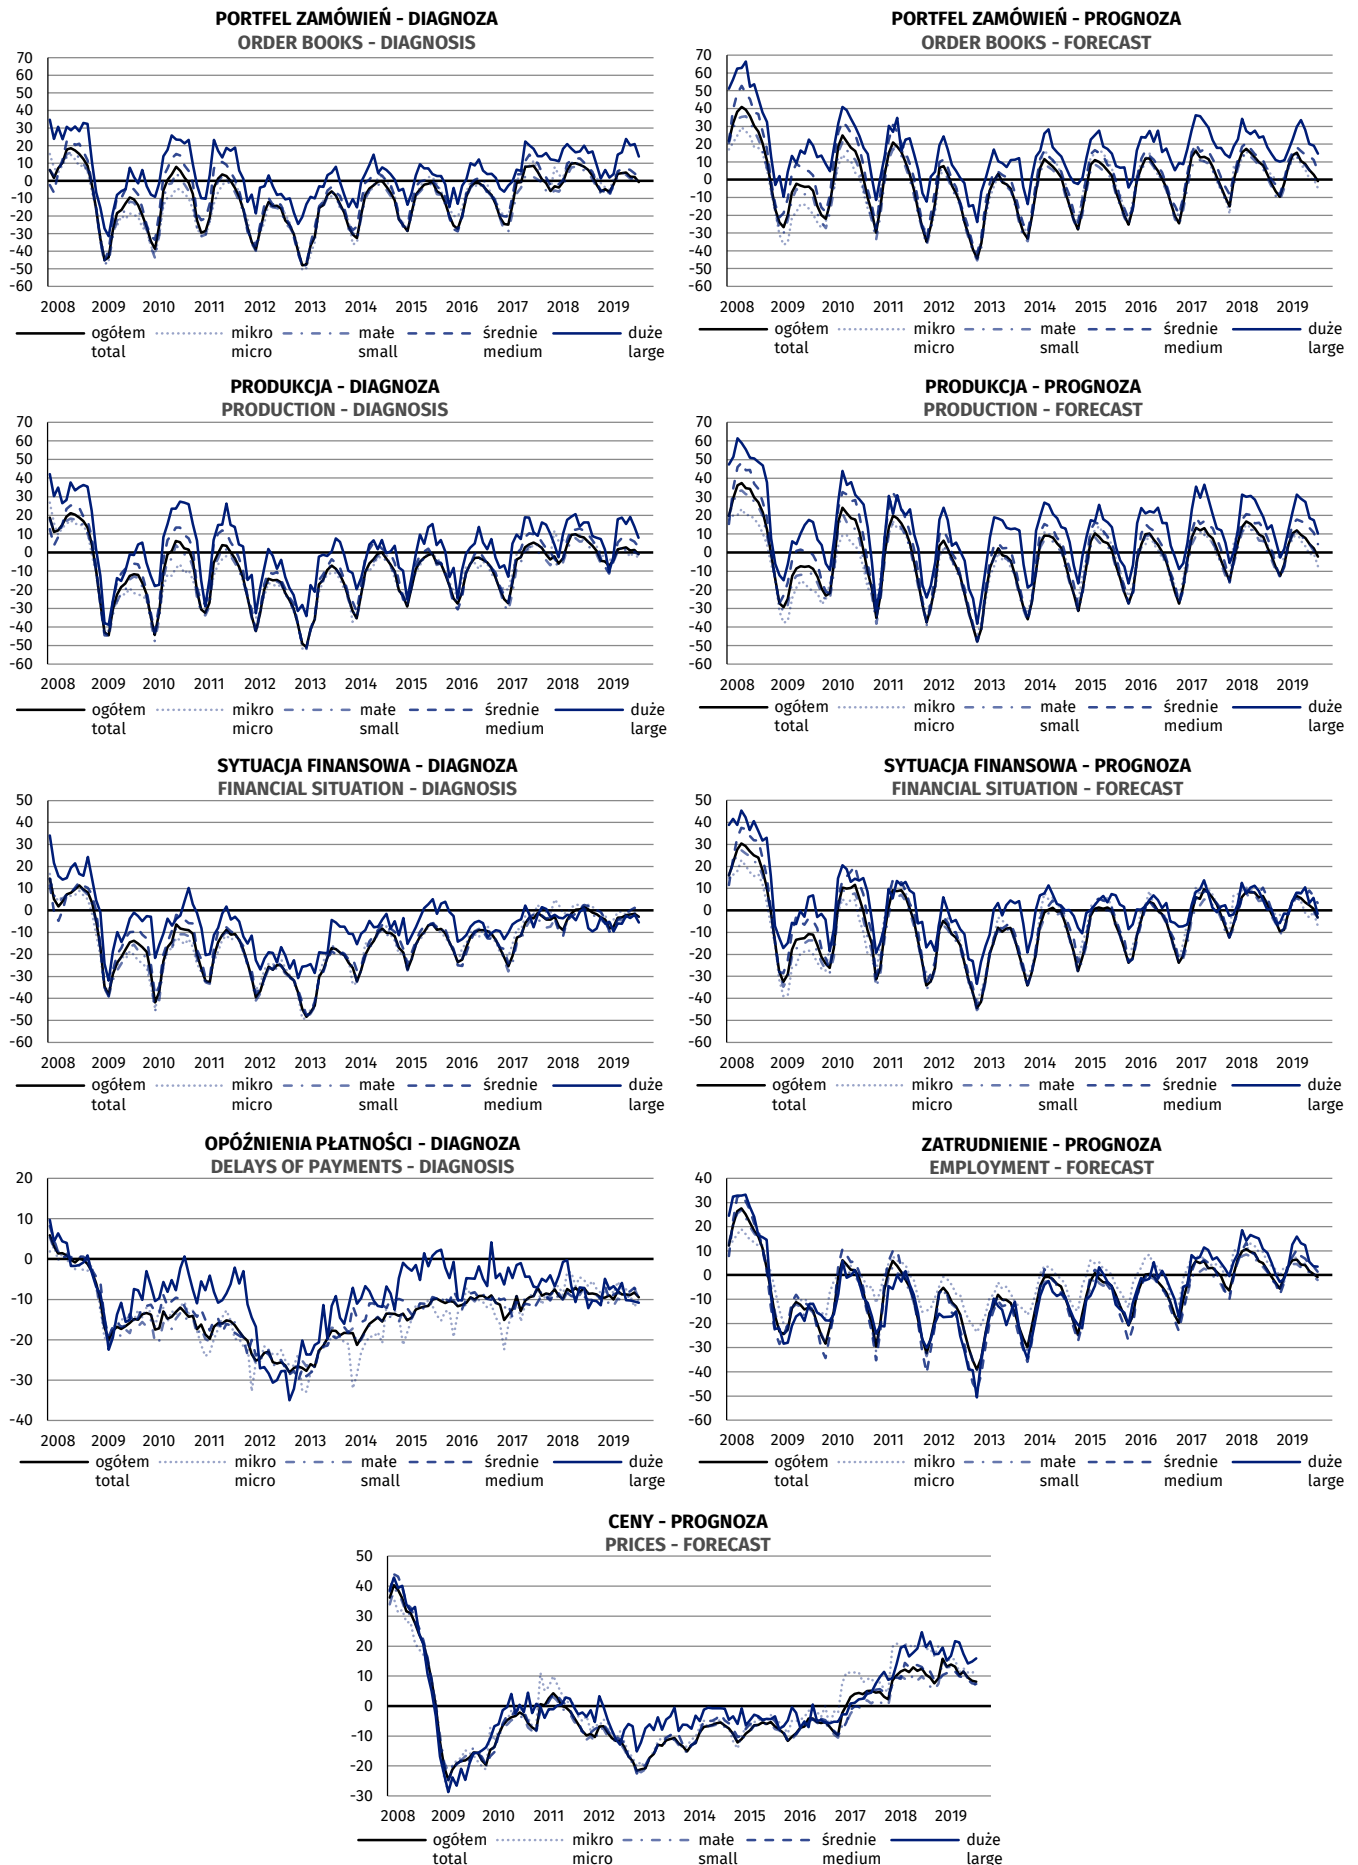 PORTFEL ZAMÓWIEŃ - DIAGNOZA
ORDER BOOKS - DIAGNOSIS
70
60
50
40
30
20
10
0
-10
-20
-30
-40
-50
-60
2008 2009 2010 2011 2012 2013 2014 2015 2016 2017 2018 2019
ogółem mikro małe średnie duże
total micro small medium large
PORTFEL ZAMÓWIEŃ - PROGNOZA
ORDER BOOKS - FORECAST
70
60
50
40
30
20
10
0
-10
-20
-30
-40
-50
-60
2008 2009 2010 2011 2012 2013 2014 2015 2016 2017 2018 2019
ogółem mikro małe średnie duże
total micro small medium large
PRODUKCJA - DIAGNOZA
PRODUCTION - DIAGNOSIS
70
60
50
40
30
20
10
0
-10
-20
-30
-40
-50
-60
2008 2009 2010 2011 2012 2013 2014 2015 2016 2017 2018 2019
ogółem mikro małe średnie duże
total micro small medium large
PRODUKCJA - PROGNOZA
PRODUCTION - FORECAST
70
60
50
40
30
20
10
0
-10
-20
-30
-40
-50
-60
2008 2009 2010 2011 2012 2013 2014 2015 2016 2017 2018 2019
ogółem mikro małe średnie duże
total micro small medium large
SYTUACJA FINANSOWA - DIAGNOZA
FINANCIAL SITUATION - DIAGNOSIS
50
40
30
20
10
0
-10
-20
-30
-40
-50
-60
2008 2009 2010 2011 2012 2013 2014 2015 2016 2017 2018 2019
ogółem mikro małe średnie duże
total micro small medium large
SYTUACJA FINANSOWA - PROGNOZA
FINANCIAL SITUATION - FORECAST
50
40
30
20
10
0
-10
-20
-30
-40
-50
-60
2008 2009 2010 2011 2012 2013 2014 2015 2016 2017 2018 2019
ogółem mikro małe średnie duże
total micro small medium large
OPÓŹNIENIA PŁATNOŚCI - DIAGNOZA
DELAYS OF PAYMENTS - DIAGNOSIS
20
10
0
-10
-20
-30
-40
2008 2009 2010 2011 2012 2013 2014 2015 2016 2017 2018 2019
ogółem mikro małe średnie duże
total micro small medium large
ZATRUDNIENIE - PROGNOZA
EMPLOYMENT - FORECAST
40
30
20
10
0
-10
-20
-30
-40
-50
-60
2008 2009 2010 2011 2012 2013 2014 2015 2016 2017 2018 2019
ogółem mikro małe średnie duże
total micro small medium large
CENY - PROGNOZA
PRICES - FORECAST
50
40
30
20
10
0
-10
-20
-30
2008 2009 2010 2011 2012 2013 2014 2015 2016 2017 2018 2019
ogółem mikro małe średnie duże
total micro small medium large